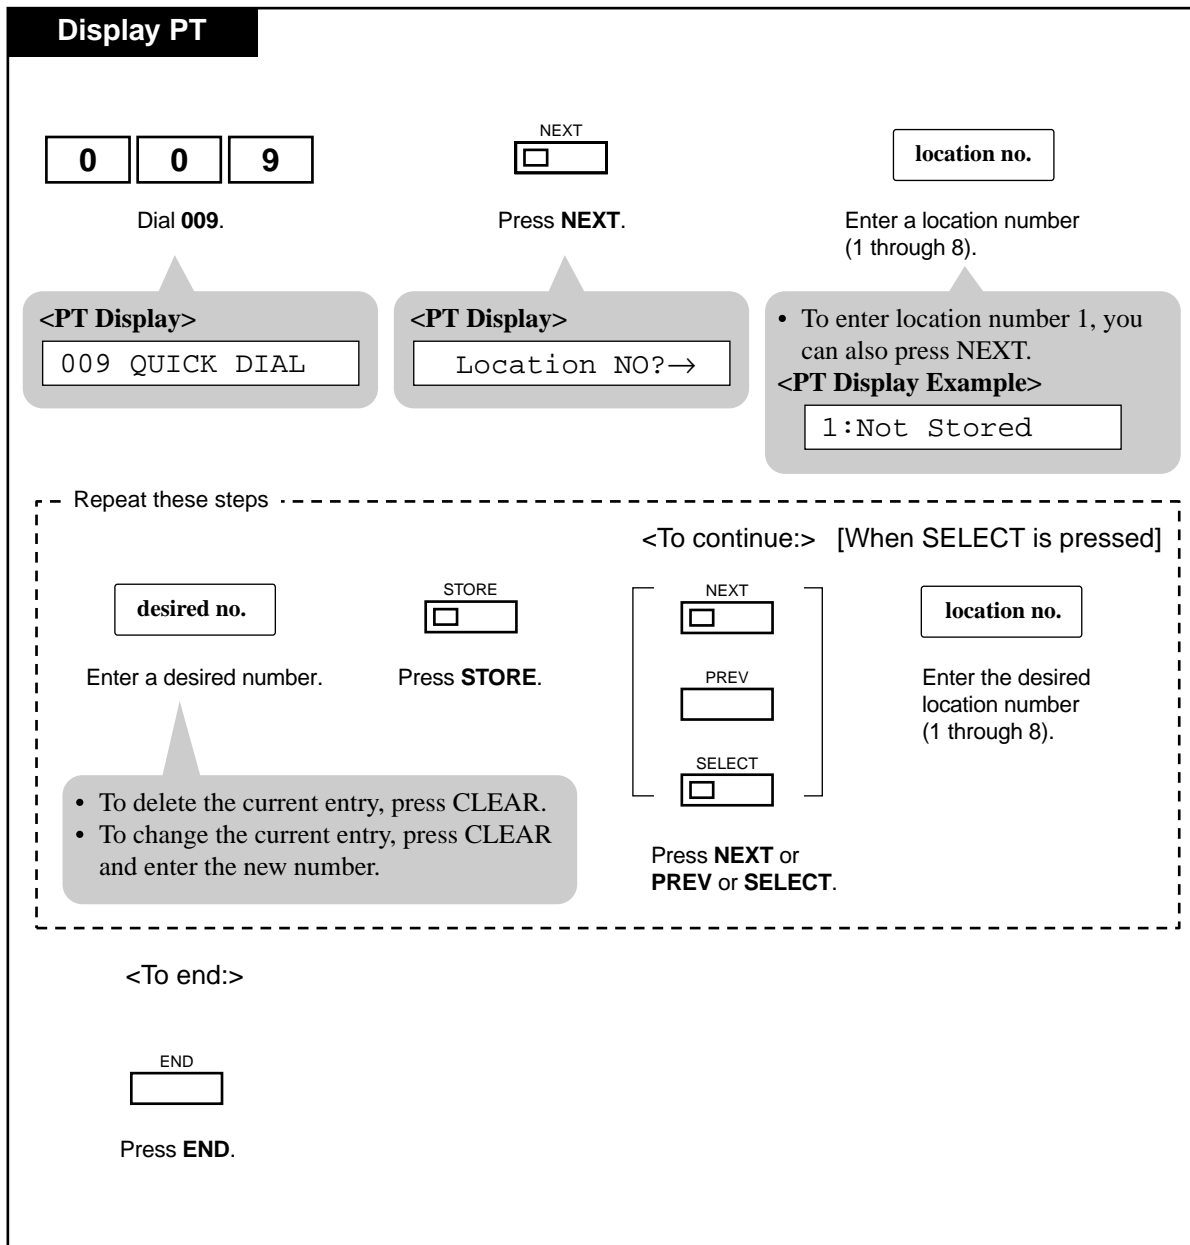 Display PT
0 0 9
Dial 009.
NEXT
Press NEXT.
location no.
Enter a location number
(1 through 8).
<PT Display>
009 QUICK DIAL
<PT Display>
Location NO?→
• To enter location number 1, you
can also press NEXT.
<PT Display Example>
1:Not Stored
Repeat these steps
<To continue:> [When SELECT is pressed]
desired no.
Enter a desired number.
• To delete the current entry, press CLEAR.
• To change the current entry, press CLEAR
and enter the new number.
STORE
Press STORE.
NEXT
PREV
SELECT
Press NEXT or
PREV or SELECT.
location no.
Enter the desired
location number
(1 through 8).
<To end:>
END
Press END.